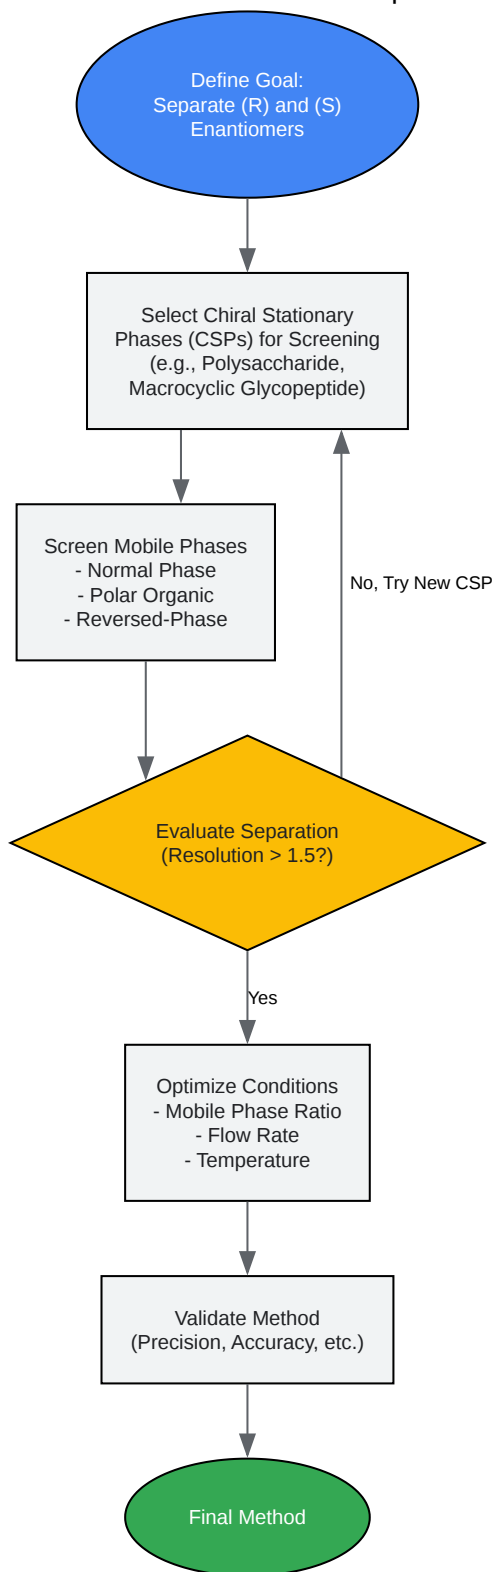 Define Goal:
Separate (R) and (S)
Enantiomers
Select Chiral Stationary
Phases (CSPs) for Screening
(e.g., Polysaccharide,
Macrocyclic Glycopeptide)
Screen Mobile Phases
- Normal Phase
- Polar Organic
- Reversed-Phase
No, Try New CSP
Evaluate Separation
(Resolution > 1.5?)
Yes
Optimize Conditions
- Mobile Phase Ratio
- Flow Rate
- Temperature
Validate Method
(Precision, Accuracy, etc.)
Final Method